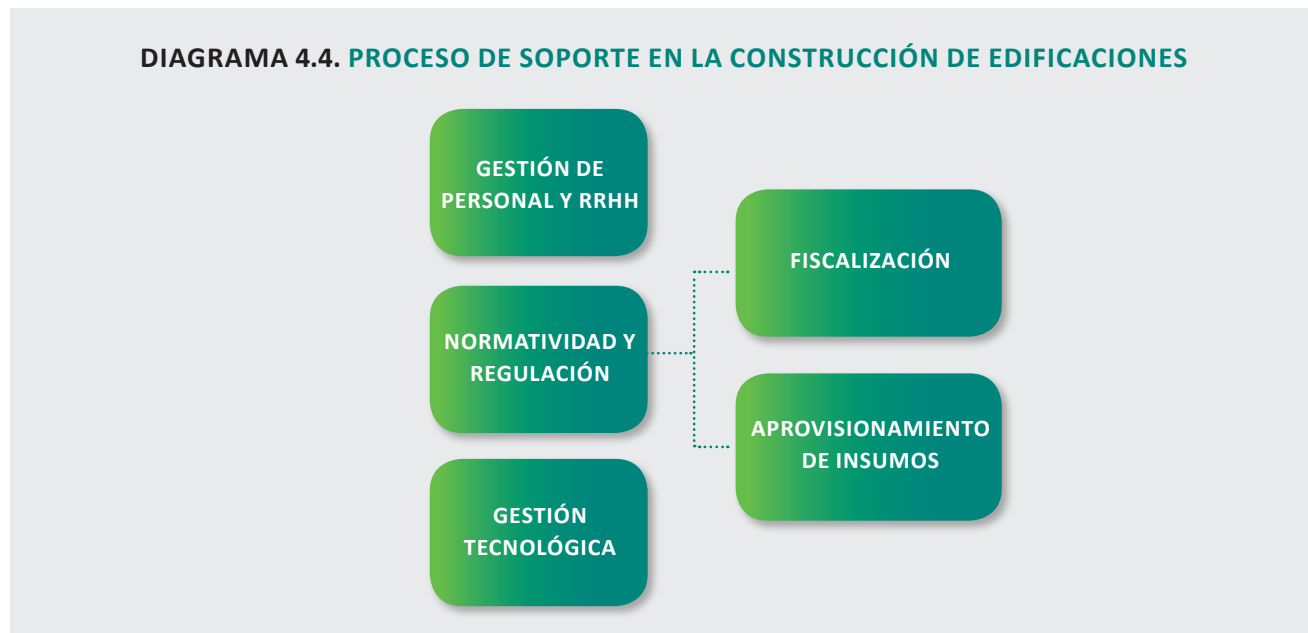 DIAGRAMA 4.4. PROCESO DE SOPORTE EN LA CONSTRUCCIÓN DE EDIFICACIONES
GESTIÓN DE
PERSONAL Y RRHH
NORMATIVIDAD Y
REGULACIÓN
GESTIÓN
TECNOLÓGICA
FISCALIZACIÓN
APROVISIONAMIENTO
DE INSUMOS